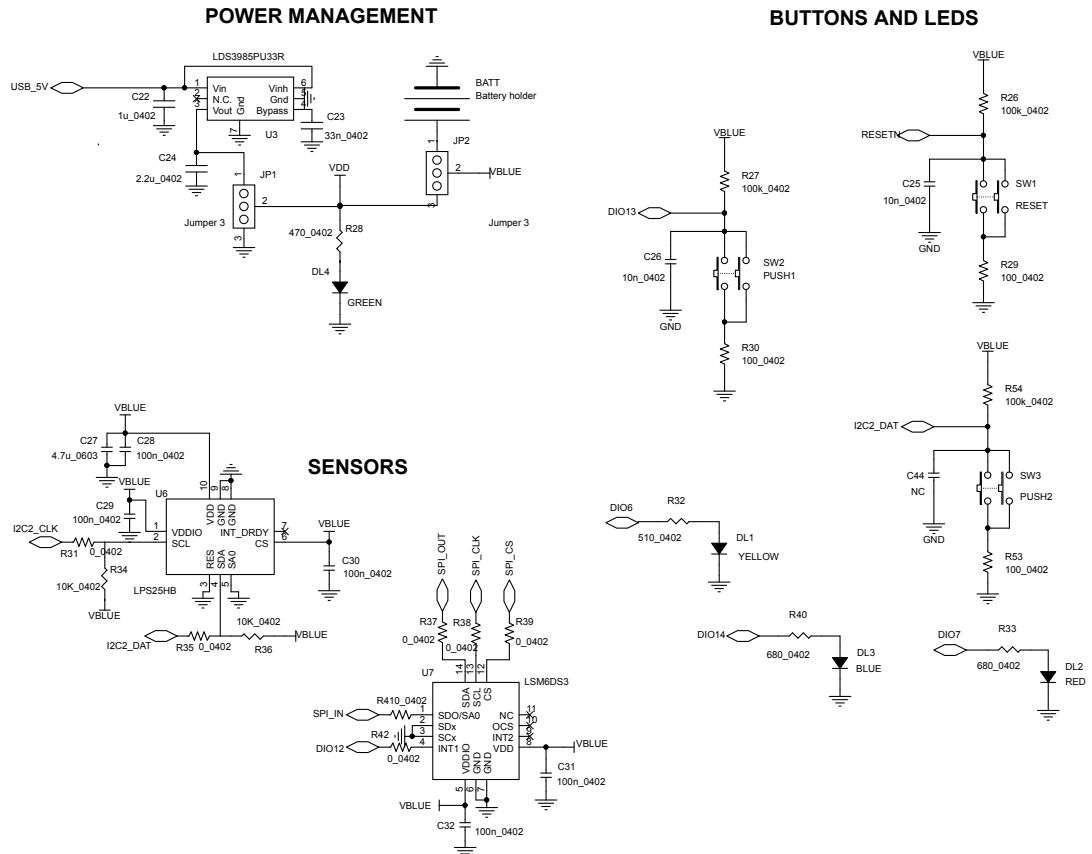 POWER MANAGEMENT
LDS3985PU33R
USB_5V
1
2
3
Vin
N.C.
Vout
Gnd
Vinh
Gnd
Bypass
6
5
4
7
U3
C22
1u_0402
C23
33n_0402
C24
2.2u_0402
BATT
Battery holder
JP2
1
2
3
VBLUE
Jumper 3
JP1
1
2
3
Jumper 3
VDD
R28
470_0402
DL4
GREEN
BUTTONS AND LEDS
VBLUE
R26
100k_0402
RESETN
C25
10n_0402
GND
SW1
RESET
R29
100_0402
VBLUE
R27
100k_0402
DIO13
C26
10n_0402
GND
SW2
PUSH1
R30
100_0402
VBLUE
R54
100k_0402
I2C2_DAT
C44
NC
GND
SW3
PUSH2
R53
100_0402
DIO6
R32
510_0402
DL1
YELLOW
DIO14
R40
680_0402
DL3
BLUE
DIO7
R33
680_0402
DL2
RED
SENSORS
VBLUE
C27
4.7u_0603
C28
100n_0402
VBLUE
C29
100n_0402
U6
10
9
8
VDD
GND
GND
1
2
VDDIO
SCL
INT_DRDY
CS
7
6
RES
SDA
SA0
3
4
5
LPS25HB
I2C2_CLK
R31
0_0402
R34
10K_0402
VBLUE
VBLUE
C30
100n_0402
I2C2_DAT
R35
0_0402
10K_0402
R36
VBLUE
SPI_OUT
SPI_CLK
SPI_CS
R37
0_0402
R38
0_0402
R39
0_0402
U7
LSM6DS3
14
13
12
SDA
SCL
CS
SPI_IN
R41
0_0402
DIO12
R42
0_0402
1
2
3
4
SDO/SA0
SDx
SCx
INT1
NC
OCS
INT2
VDD
11
10
9
8
VDDIO
GND
GND
5
6
7
VBLUE
C31
100n_0402
VBLUE
C32
100n_0402